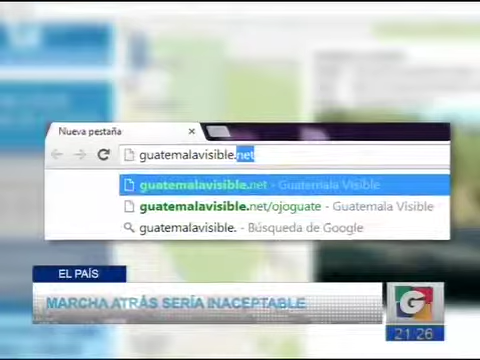 Nueva pestaña
guatemalavisible.net
guatemalavisible.net - Guatemala Visible
guatemalavisible.net/ojoguate - Guatemala Visible
guatemalavisible. - Búsqueda de Google
EL PAÍS
MARCHA ATRÁS SERÍA INACEPTABLE
G
21:26